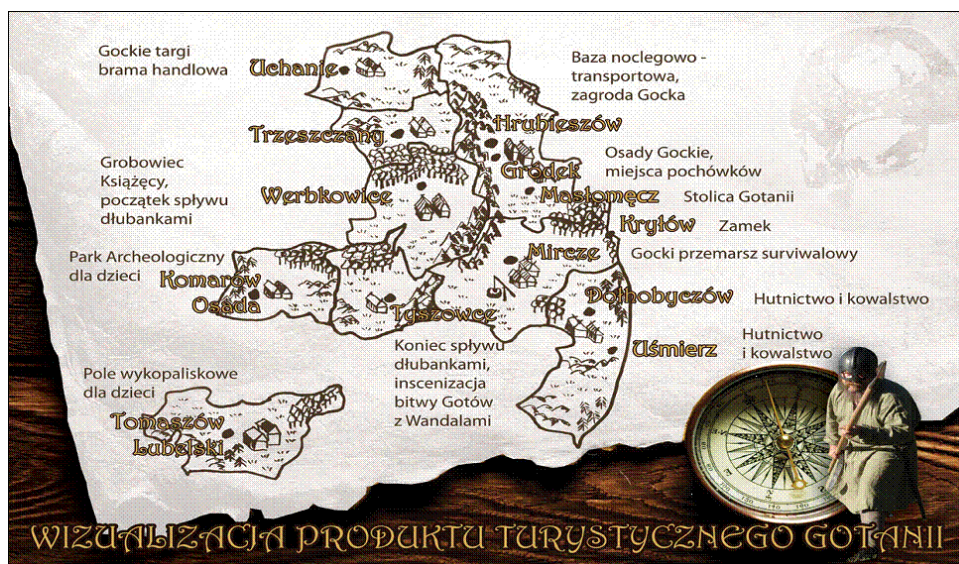 Gockie targi
brama handlowa
Uchanie
Baza noclegowo -
transportowa,
zagroda Gocka
Trzeszczany
Hrubieszów
Gródek
Osady Gockie,
miejsca pochówków
Grobowiec
Książęcy,
początek spływu
dłubankami
Werbkowice
Masłomęcz
Stolica Gotanii
Kryłów
Zamek
Mircze
Gocki przemarsz surviwalowy
Park Archeologiczny
dla dzieci
Komarów
Osada
Tyszowce
Dołhobyczów
Hutnictwo i kowalstwo
Uśmierz
Hutnictwo
i kowalstwo
Koniec spływu
dłubankami,
inscenizacja
bitwy Gotów
z Wandalami
Pole wykopaliskowe
dla dzieci
Tomaszów
Lubelski
WIZUALIZACJA PRODUKTU TURYSTYCZNEGO GOTANII